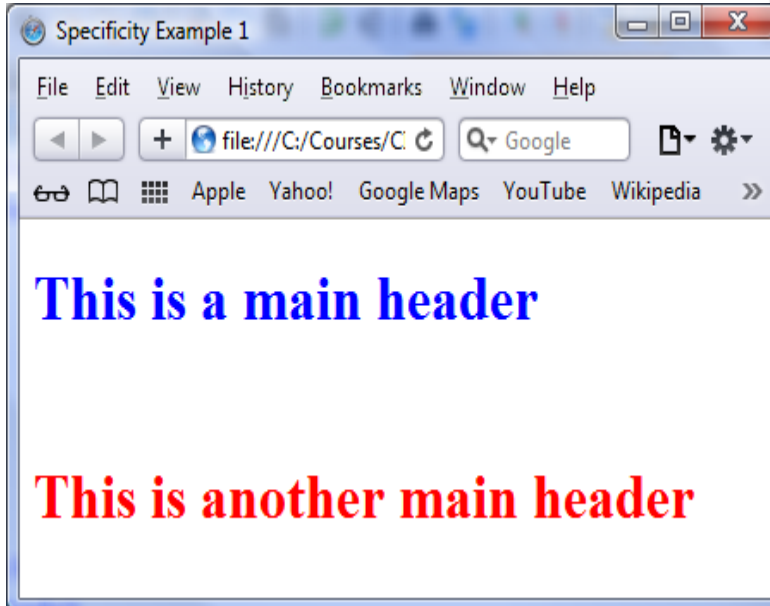 Specificity Example 1
File Edit View History Bookmarks Window Help
file:///C:/Courses/C Google
Apple Yahoo! Google Maps YouTube Wikipedia
This is a main header
This is another main header